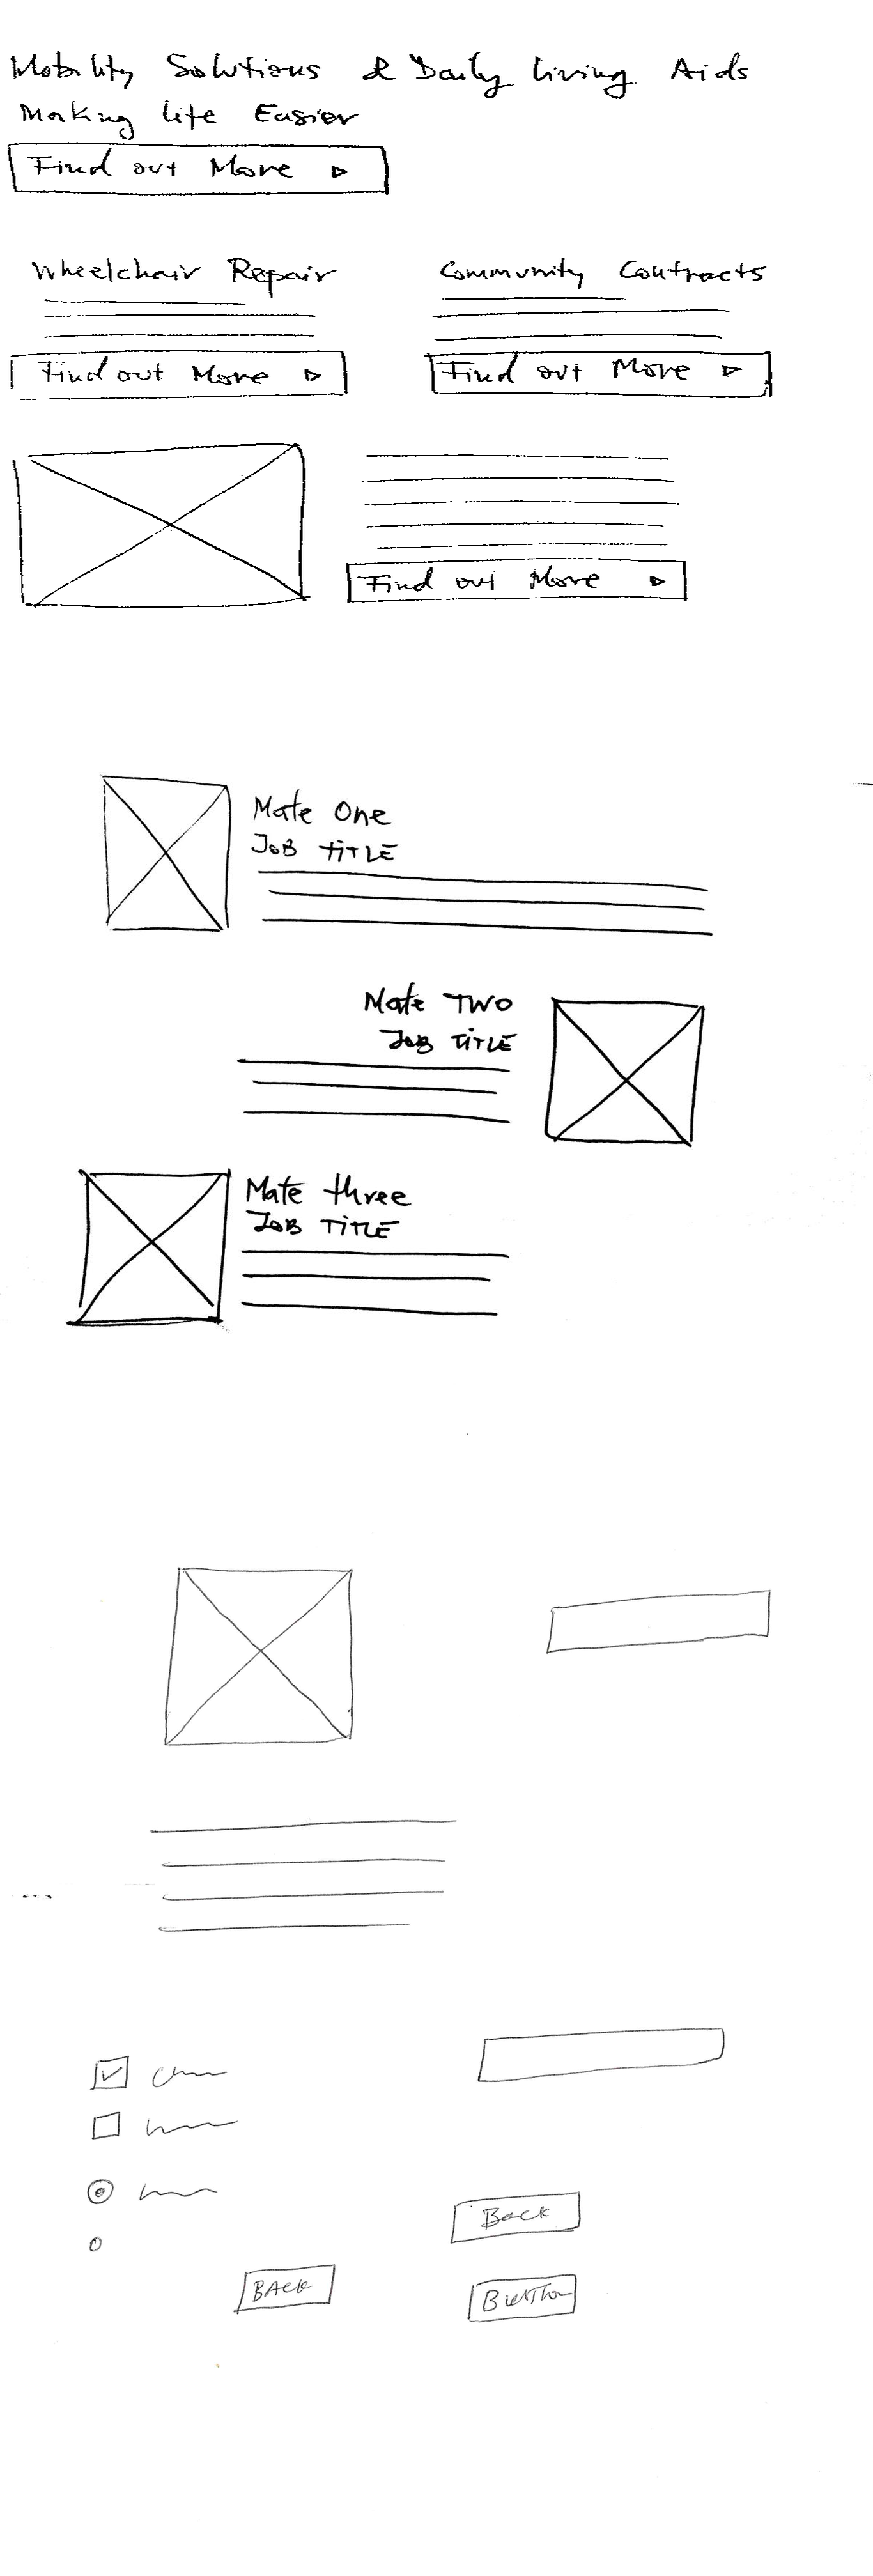 Mobility Solutions & Daily Living Aids
Making Life Easier
Find out More
Wheelchair Repair
Community Contracts
Find out More
Find out More
Find out More
Mate One
JOB TITLE
Mate TWO
JOB TITLE
Mate three
JOB TITLE
Back
BACK
Button